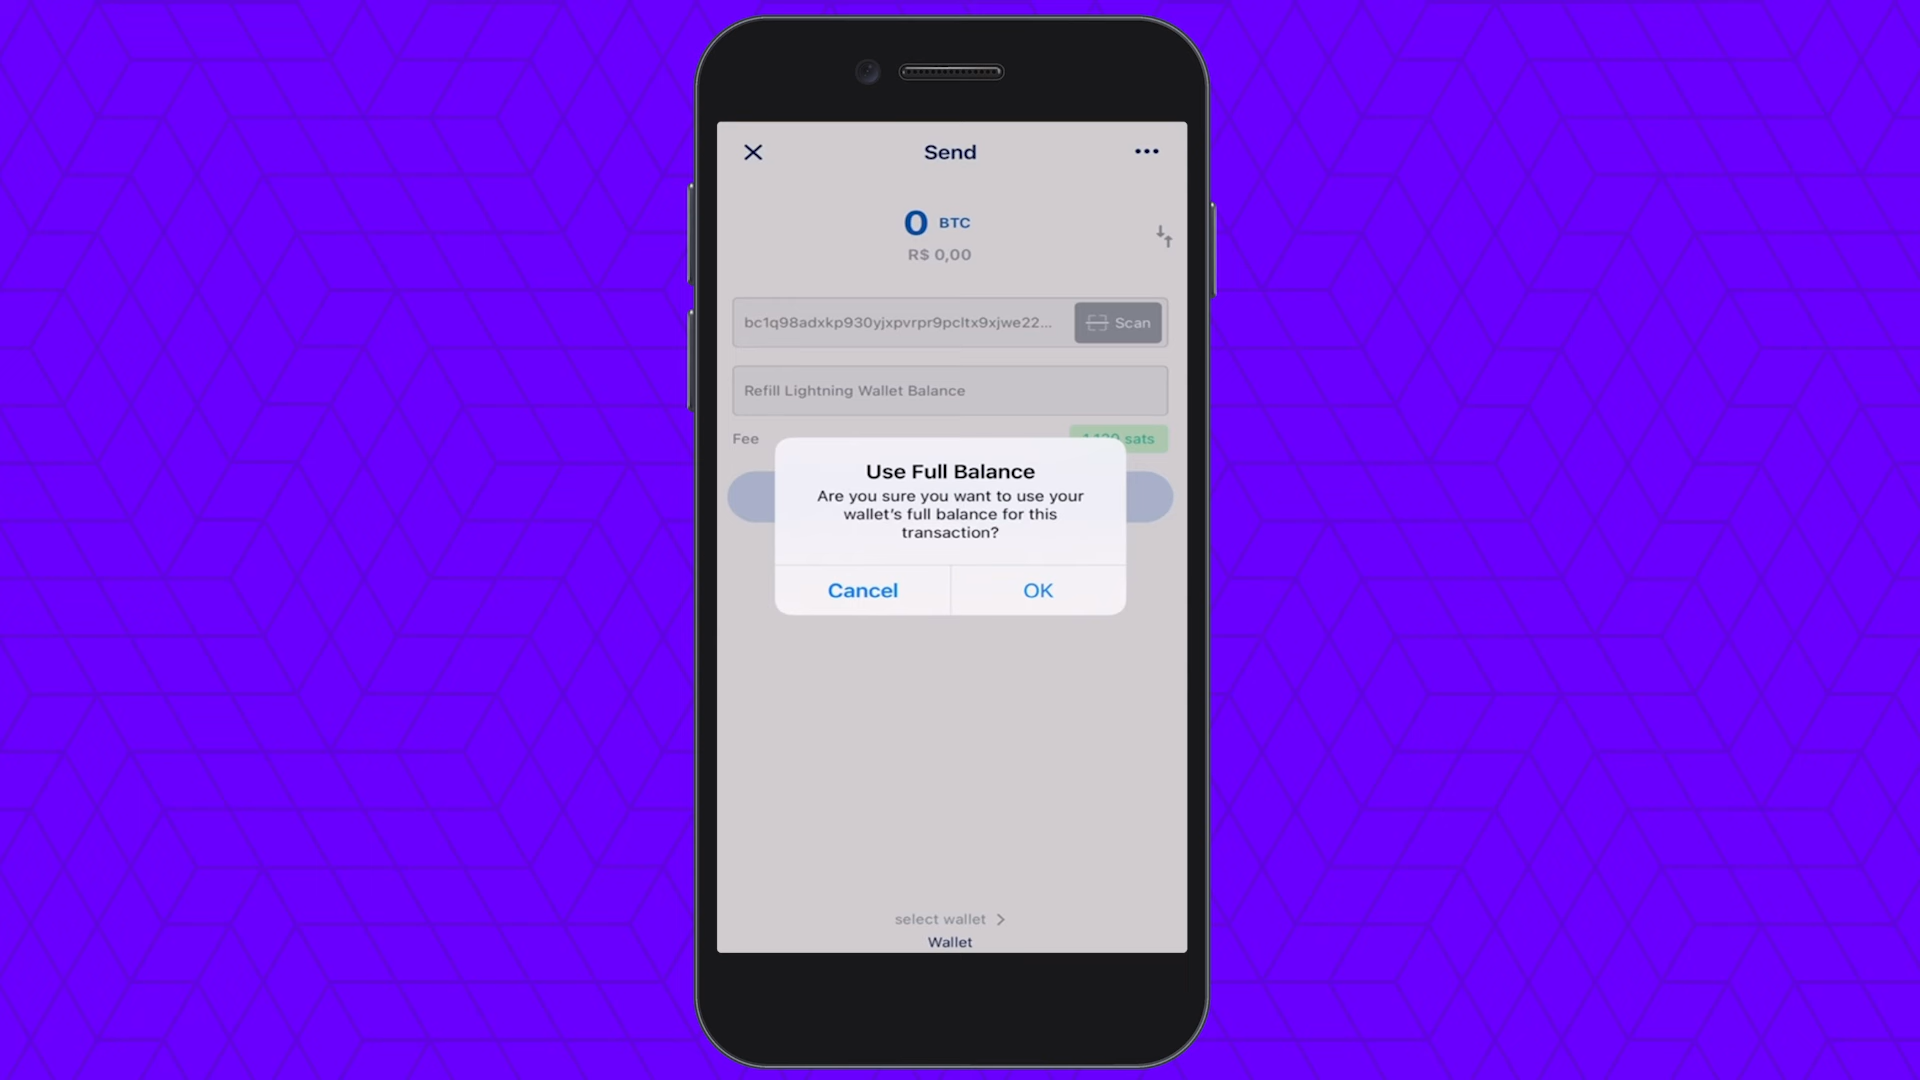 Send
0 BTC
R$ 0,00
bc1q98adxkp930yjxpvrpr9pcltx9xjwe22...
Scan
Refill Lightning Wallet Balance
Fee
sats
Use Full Balance
Are you sure you want to use your
wallet's full balance for this
transaction?
Cancel
OK
select wallet
Wallet